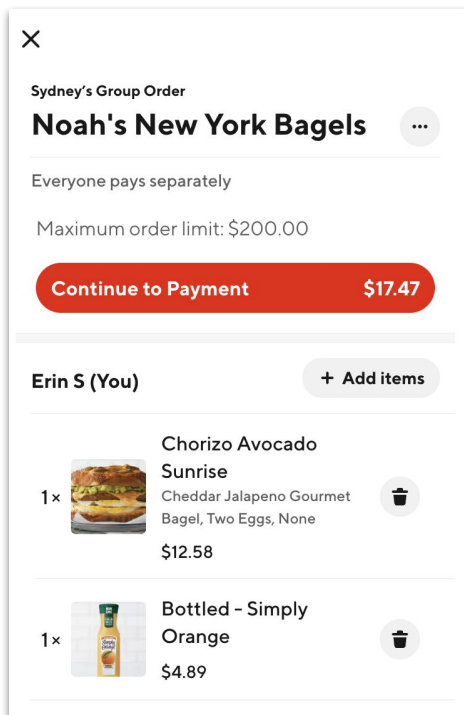 Sydney's Group Order
Noah's New York Bagels
Everyone pays separately
Maximum order limit: $200.00
Continue to Payment $17.47
Erin S (You)
+ Add items
1×
Chorizo Avocado
Sunrise
Cheddar Jalapeno Gourmet
Bagel, Two Eggs, None
$12.58
1×
Bottled - Simply
Orange
$4.89